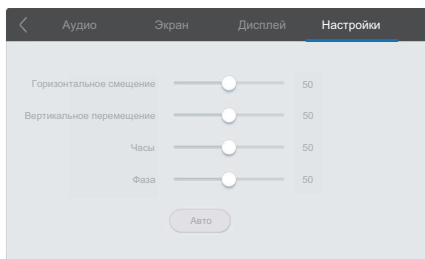 Аудио Экран Дисплей Настройки
Горизонтальное смещение 50
Вертикальное перемещение 50
Часы 50
Фаза 50
Авто